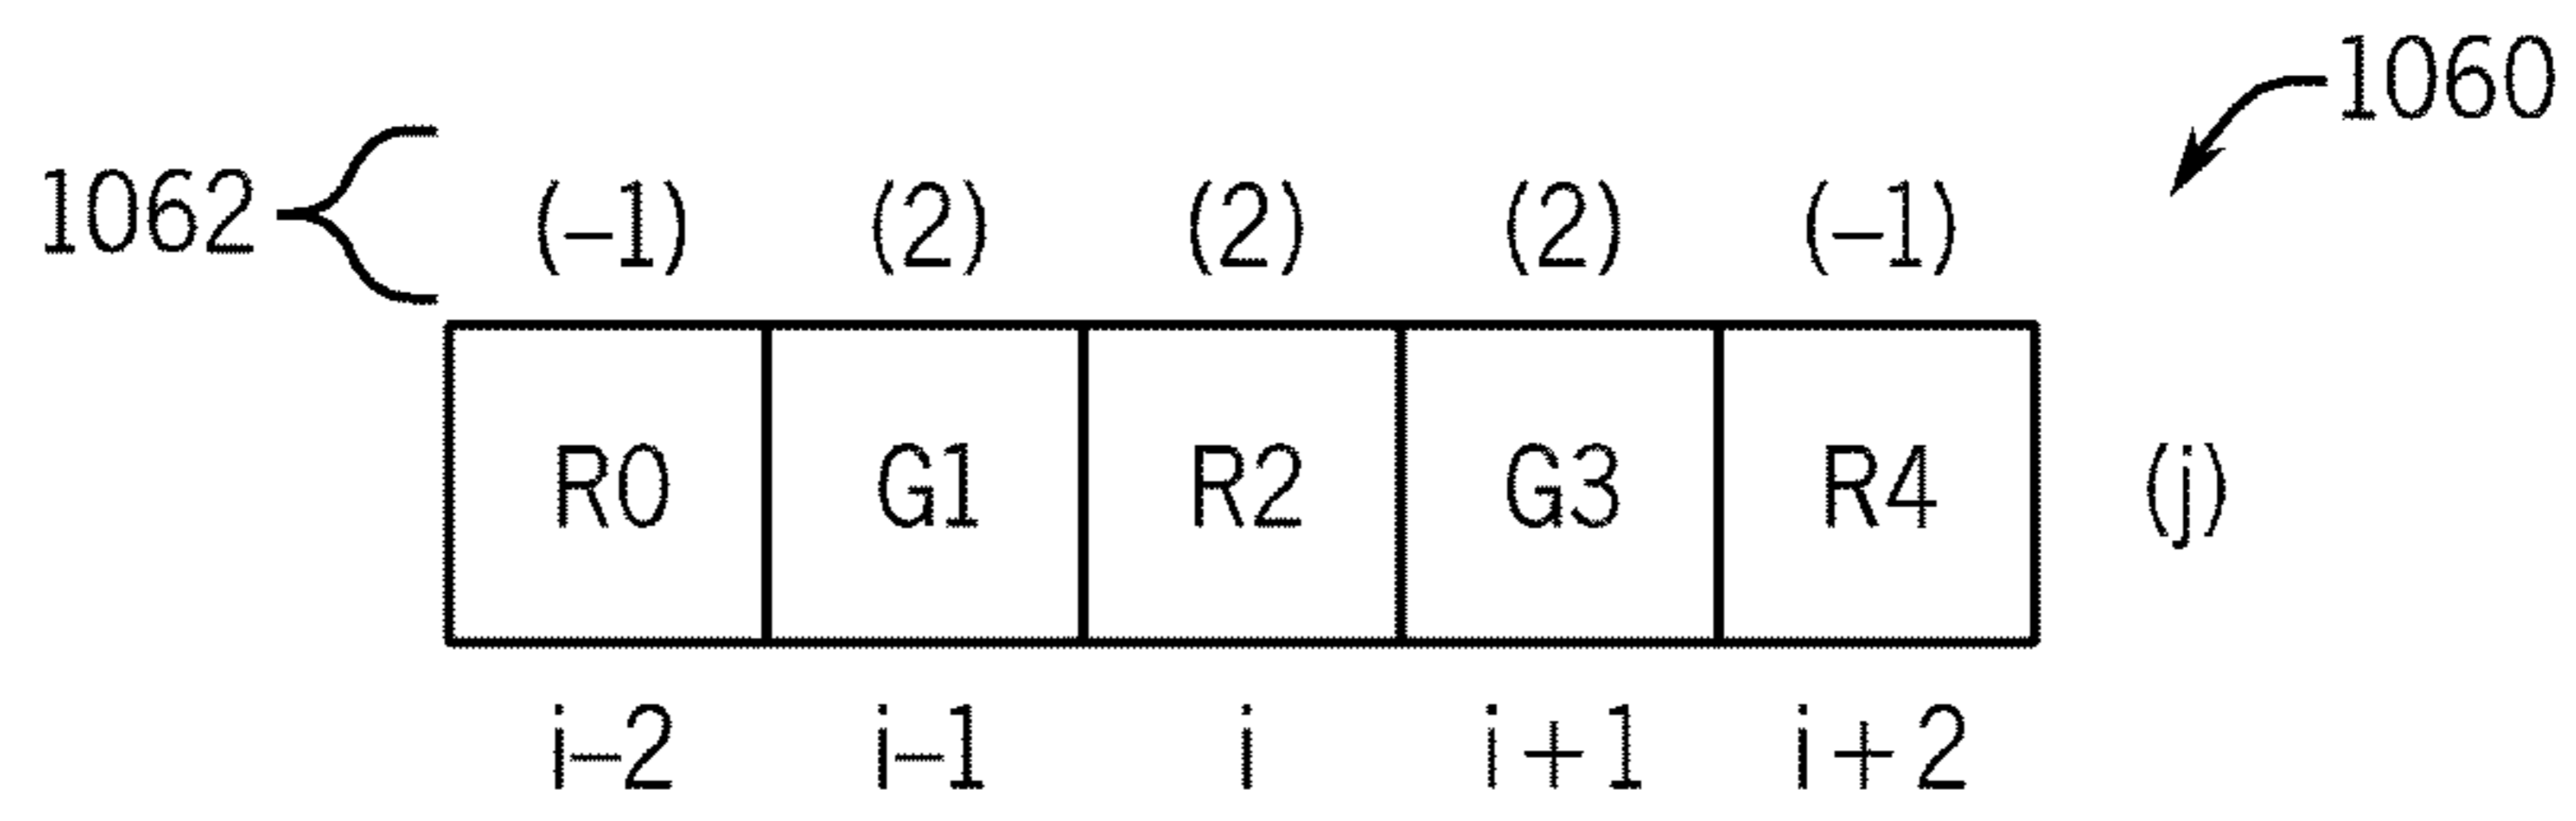 1060
1062 (–1) (2) (2) (2) (–1)
R0 G1 R2 G3 R4 (j)
i–2 i–1 i i+1 i+2